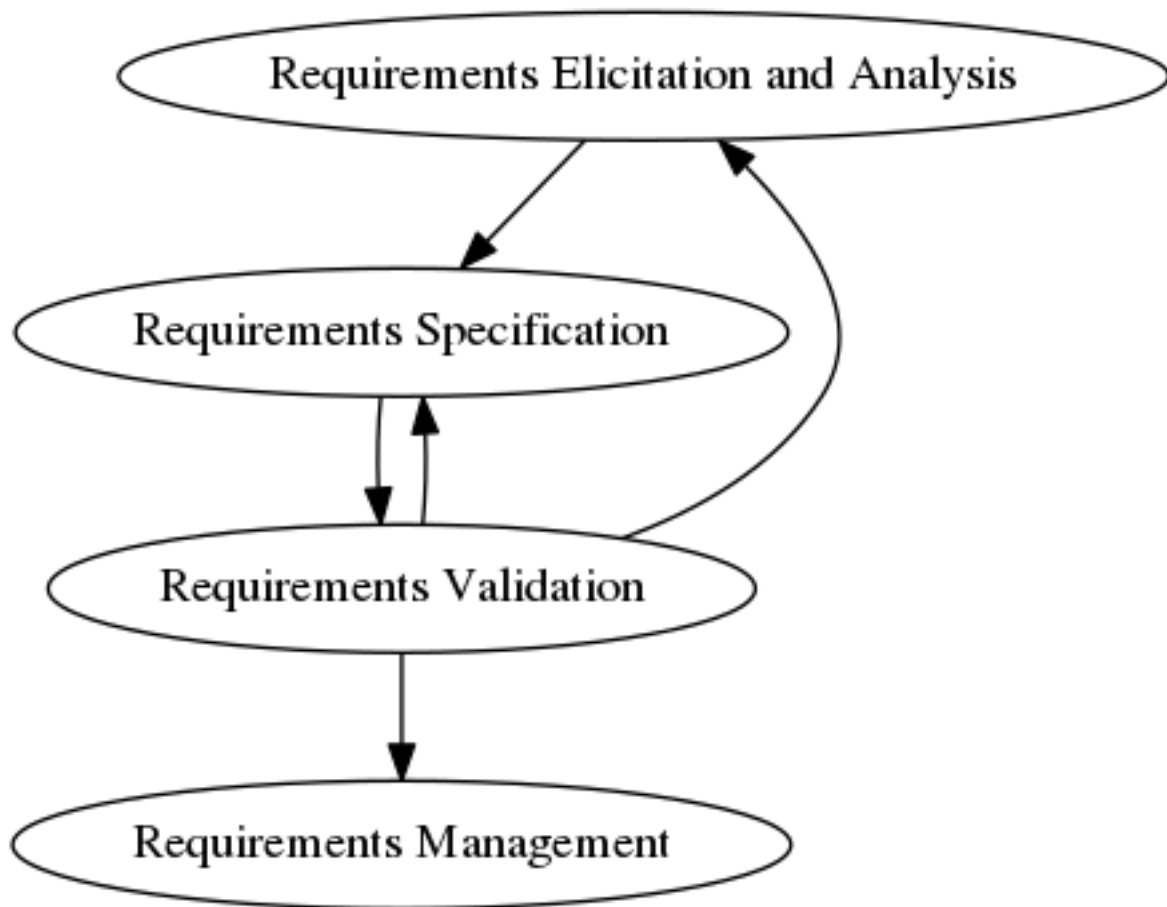 Requirements Elicitation and Analysis
Requirements Specification
Requirements Validation
Requirements Management